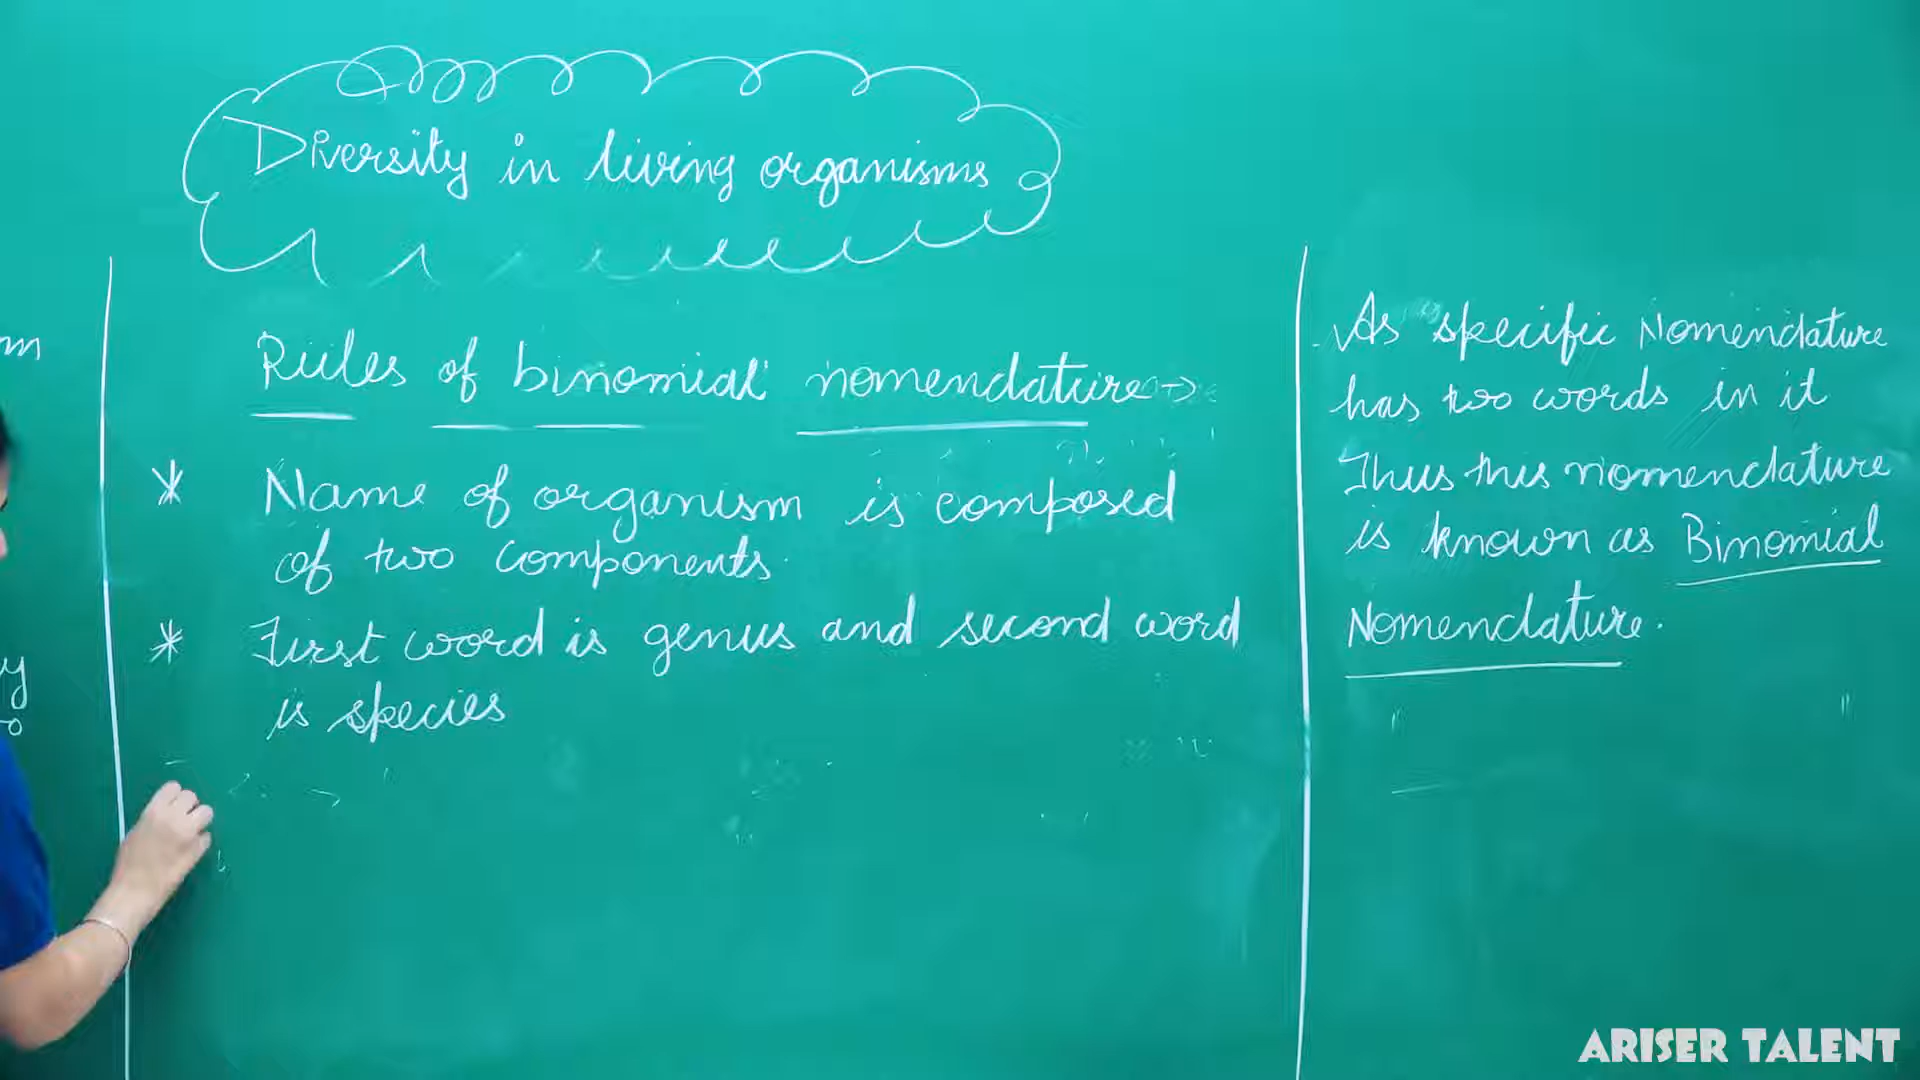 Diversity in living organisms
Rules of binomial nomenclature →
* Name of organism is composed
of two components.
* First word is genus and second word
is species
As specific Nomenclature
has two words in it
Thus this nomenclature
is known as Binomial
Nomenclature.
ARISER TALENT